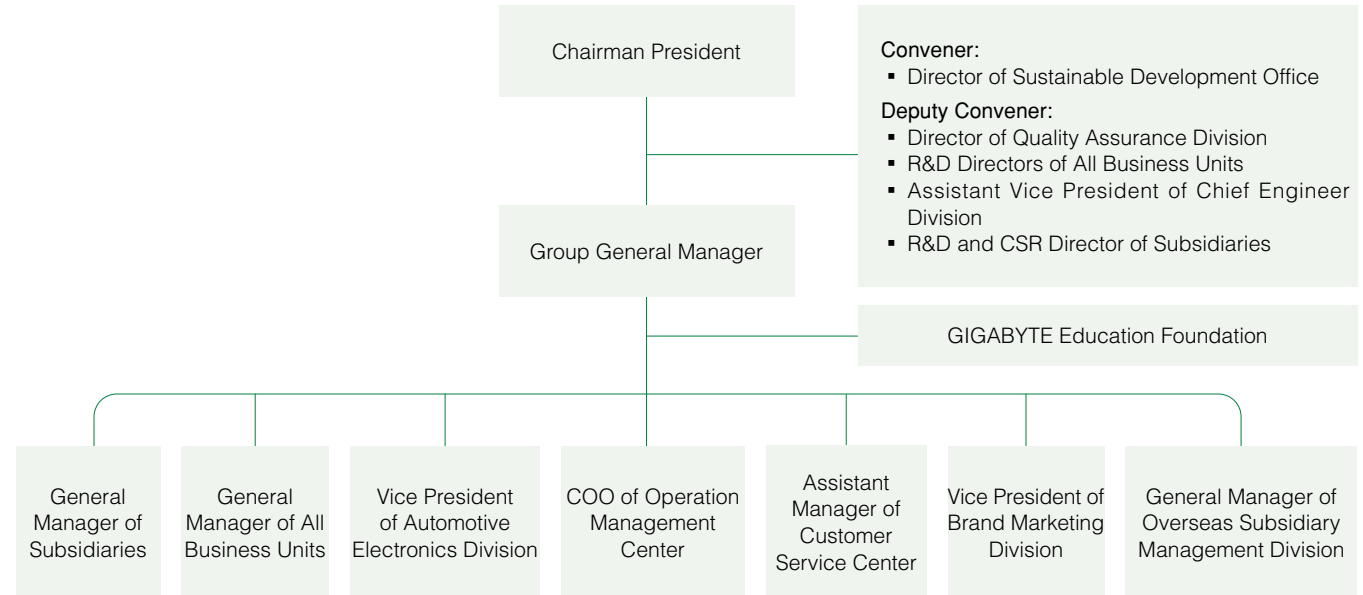 Chairman President
Convener:
▪ Director of Sustainable Development Office
Deputy Convener:
▪ Director of Quality Assurance Division
▪ R&D Directors of All Business Units
▪ Assistant Vice President of Chief Engineer
Division
▪ R&D and CSR Director of Subsidiaries
Group General Manager
GIGABYTE Education Foundation
General
Manager of
Subsidiaries
General
Manager of All
Business Units
Vice President
of Automotive
Electronics Division
COO of Operation
Management
Center
Assistant
Manager of
Customer
Service Center
Vice President of
Brand Marketing
Division
General Manager of
Overseas Subsidiary
Management Division